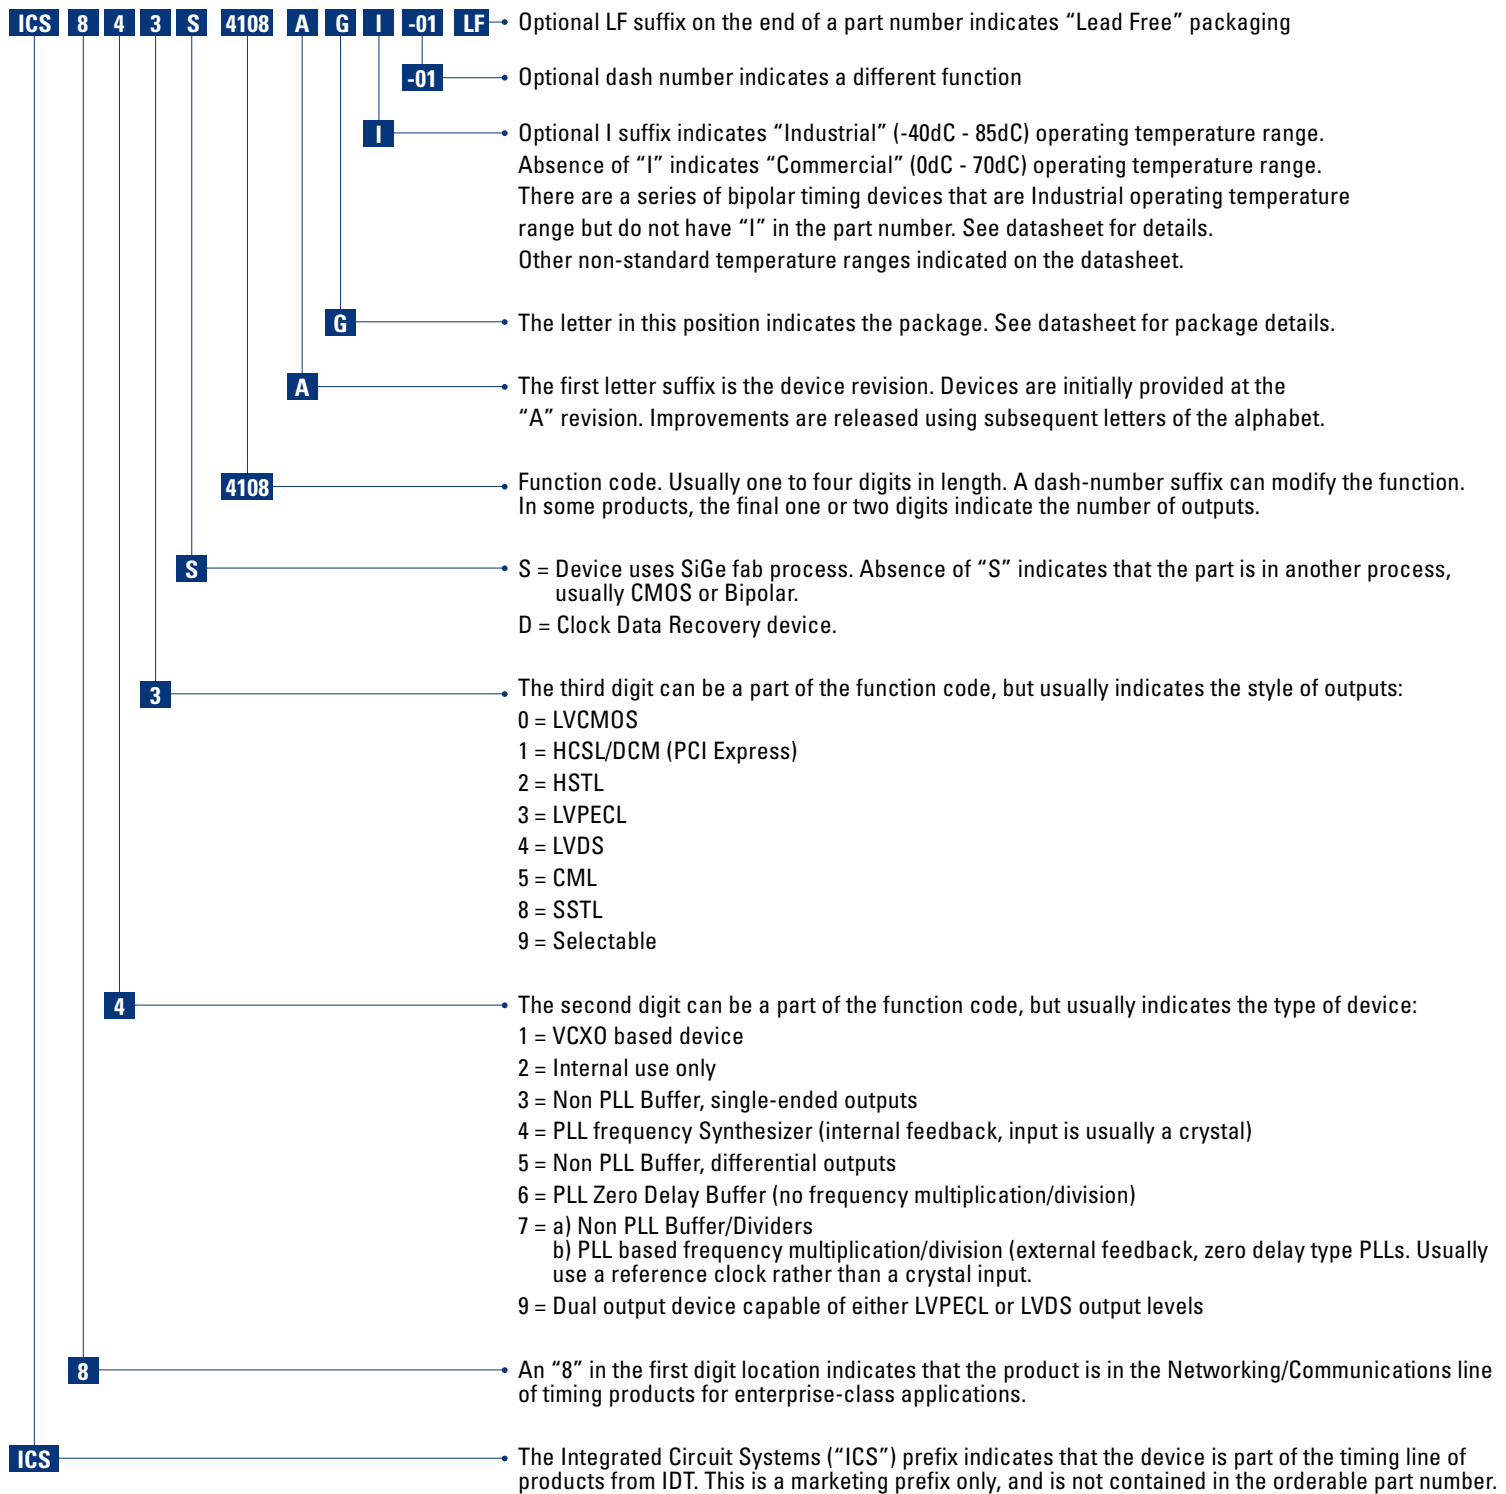 ICS 8 4 3 S 4108 A G I -01 LF Optional LF suffix on the end of a part number indicates “Lead Free” packaging
-01 Optional dash number indicates a different function
I Optional I suffix indicates “Industrial” (-40dC - 85dC) operating temperature range.
Absence of “I” indicates “Commercial” (0dC - 70dC) operating temperature range.
There are a series of bipolar timing devices that are Industrial operating temperature
range but do not have “I” in the part number. See datasheet for details.
Other non-standard temperature ranges indicated on the datasheet.
G The letter in this position indicates the package. See datasheet for package details.
A The first letter suffix is the device revision. Devices are initially provided at the
“A” revision. Improvements are released using subsequent letters of the alphabet.
4108 Function code. Usually one to four digits in length. A dash-number suffix can modify the function.
In some products, the final one or two digits indicate the number of outputs.
S S = Device uses SiGe fab process. Absence of “S” indicates that the part is in another process,
usually CMOS or Bipolar.
D = Clock Data Recovery device.
3 The third digit can be a part of the function code, but usually indicates the style of outputs:
0 = LVCMOS
1 = HCSL/DCM (PCI Express)
2 = HSTL
3 = LVPECL
4 = LVDS
5 = CML
8 = SSTL
9 = Selectable
4 The second digit can be a part of the function code, but usually indicates the type of device:
1 = VCXO based device
2 = Internal use only
3 = Non PLL Buffer, single-ended outputs
4 = PLL frequency Synthesizer (internal feedback, input is usually a crystal)
5 = Non PLL Buffer, differential outputs
6 = PLL Zero Delay Buffer (no frequency multiplication/division)
7 = a) Non PLL Buffer/Dividers
b) PLL based frequency multiplication/division (external feedback, zero delay type PLLs. Usually
use a reference clock rather than a crystal input.
9 = Dual output device capable of either LVPECL or LVDS output levels
8 An “8” in the first digit location indicates that the product is in the Networking/Communications line
of timing products for enterprise-class applications.
ICS The Integrated Circuit Systems (“ICS”) prefix indicates that the device is part of the timing line of
products from IDT. This is a marketing prefix only, and is not contained in the orderable part number.